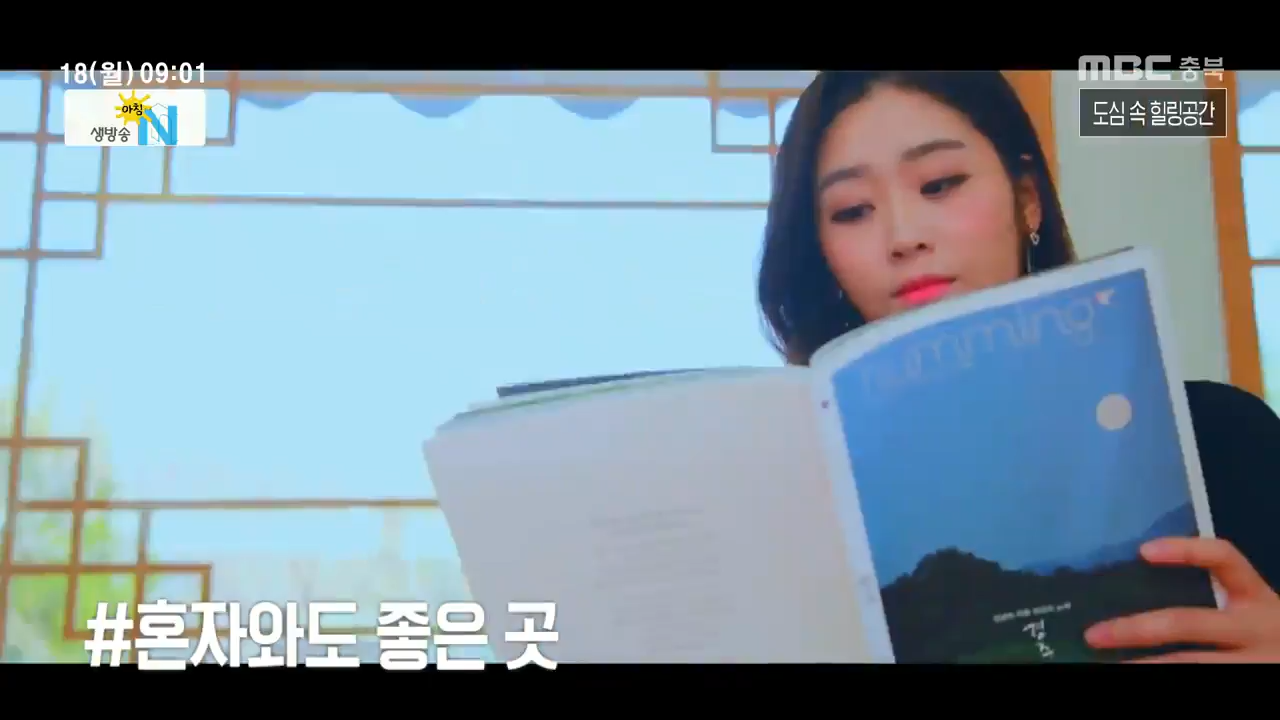 18(월) 09:01
MBC 충북
아침
생방송 N
도심 속 힐링공간
humming
#혼자와도 좋은 곳